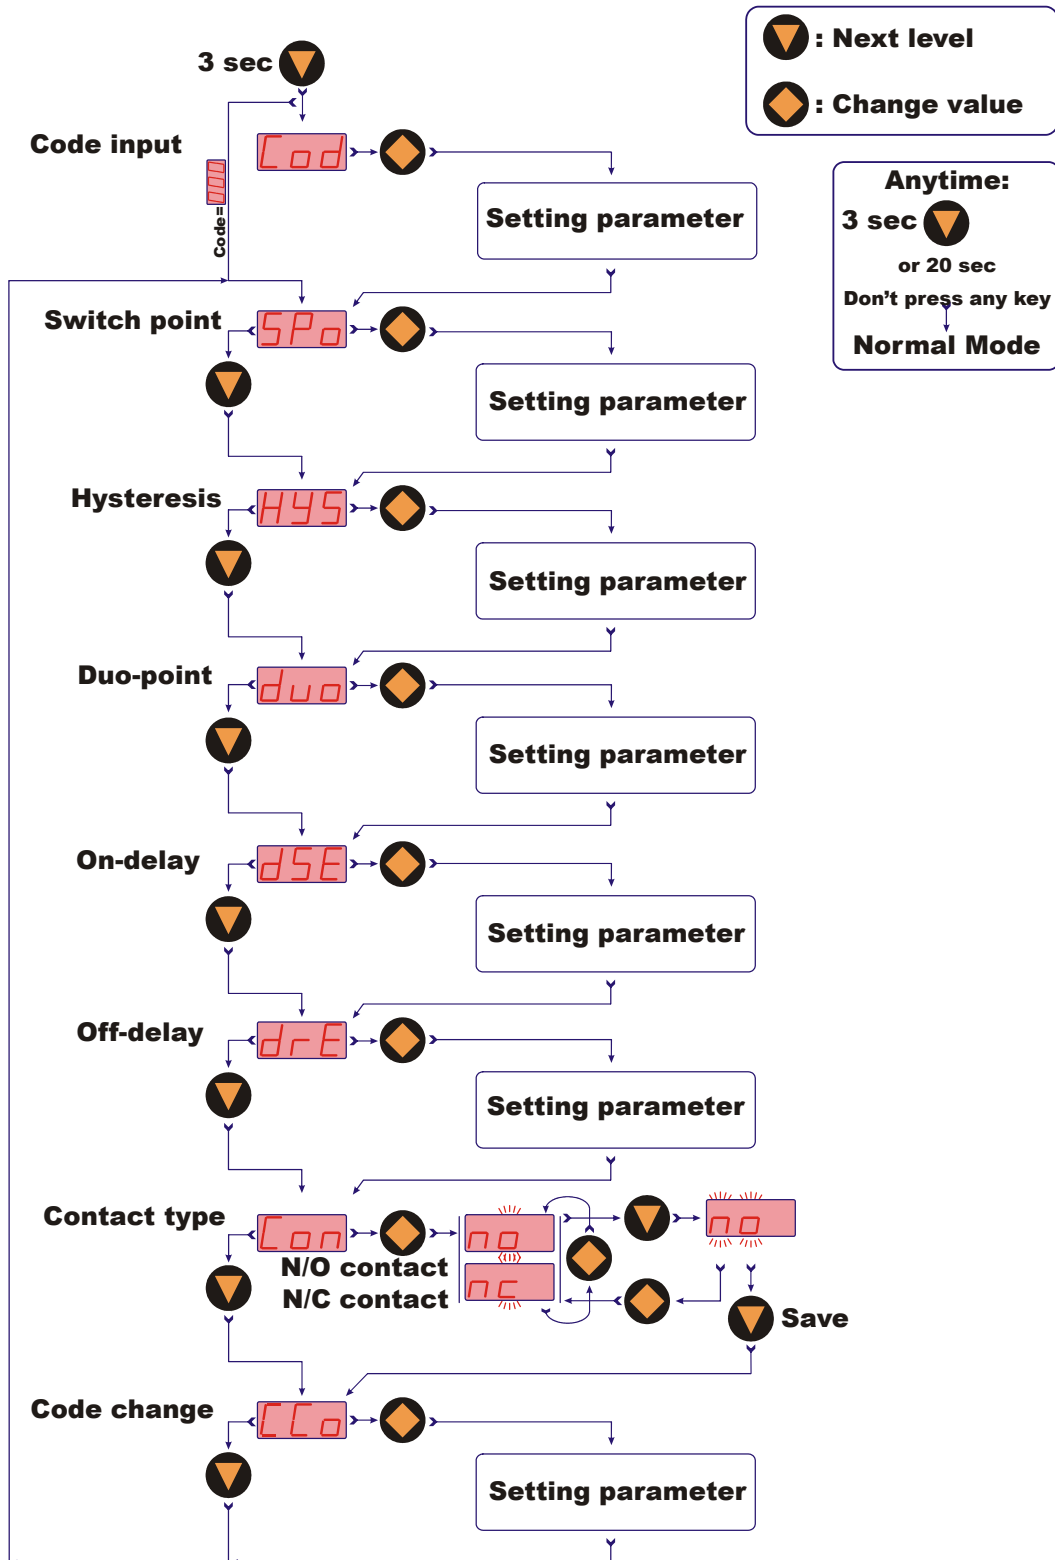 : Next level
: Change value
3 sec
Code input
Cod
Code=000
Setting parameter
Anytime:
3 sec
or 20 sec
Don't press any key
Normal Mode
Switch point
SPo
Setting parameter
Hysteresis
HYS
Setting parameter
Duo-point
duo
Setting parameter
On-delay
dSE
Setting parameter
Off-delay
drE
Setting parameter
Contact type
Con
no
no
N/O contact
nc
N/C contact
Save
Code change
CCo
Setting parameter